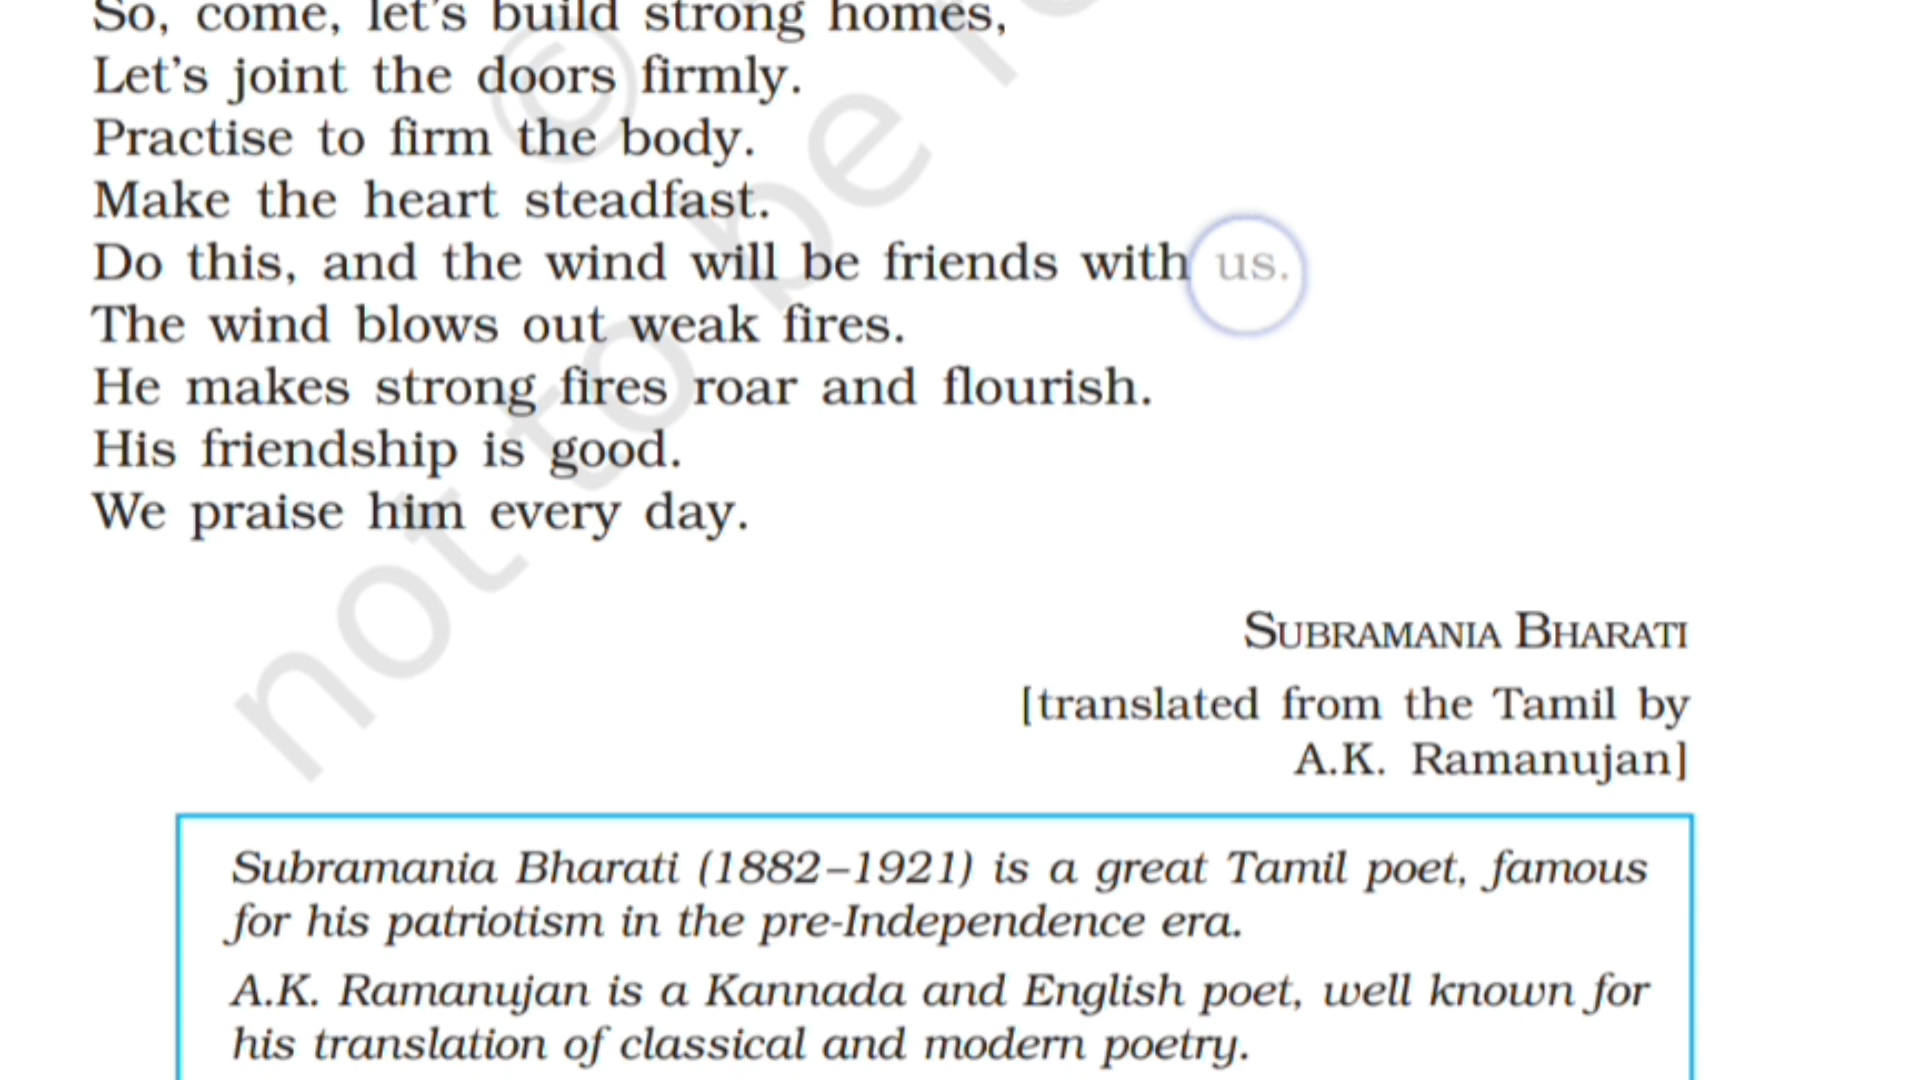 So, come, let's build strong homes,
Let's joint the doors firmly.
Practise to firm the body.
Make the heart steadfast.
Do this, and the wind will be friends with us.
The wind blows out weak fires.
He makes strong fires roar and flourish.
His friendship is good.
We praise him every day.
SUBRAMANIA BHARATI
[translated from the Tamil by
A.K. Ramanujan]
Subramania Bharati (1882–1921) is a great Tamil poet, famous
for his patriotism in the pre-Independence era.
A.K. Ramanujan is a Kannada and English poet, well known for
his translation of classical and modern poetry.
©
not to be